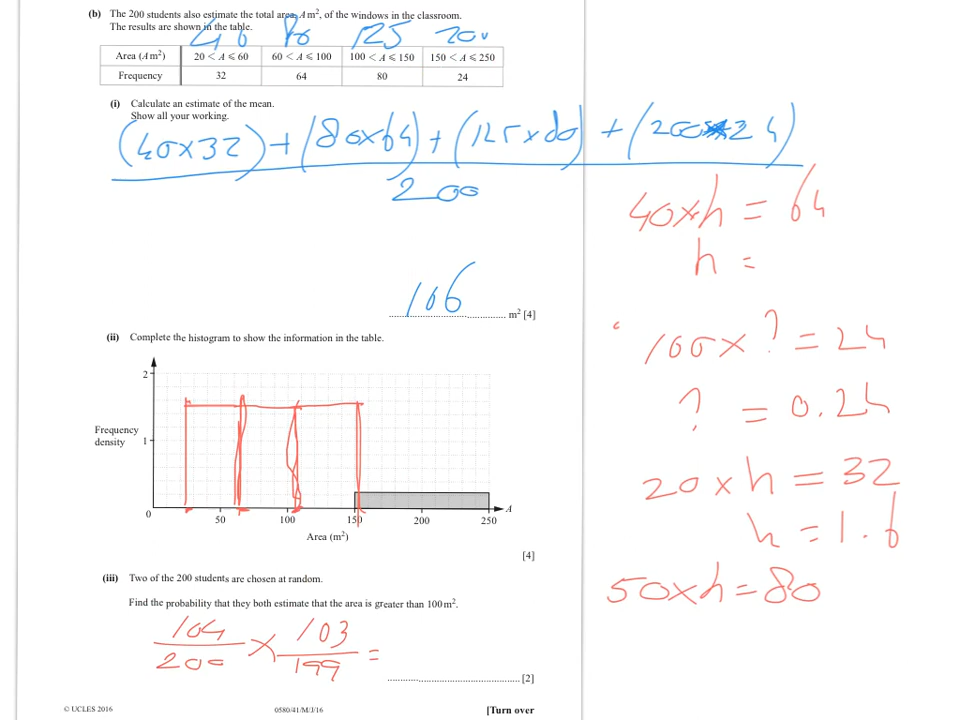 (b) The 200 students also estimate the total area, A m², of the windows in the classroom.
The results are shown in the table.
40 80 125 200
Area (A m²) 20 < A ⩽ 60 60 < A ⩽ 100 100 < A ⩽ 150 150 < A ⩽ 250
Frequency 32 64 80 24
(i) Calculate an estimate of the mean.
Show all your working.
(40×32)+(80×64)+(125×80)+(200×24)
200
40×h = 64
h =
106
m² [4]
100×? = 24
? = 0.24
20×h = 32
h = 1.6
50×h=80
(ii) Complete the histogram to show the information in the table.
2
Frequency
density
1
0 50 100 150 200 250 A
Area (m²)
[4]
(iii) Two of the 200 students are chosen at random.
Find the probability that they both estimate that the area is greater than 100 m².
104/200 × 103/199 =
[2]
© UCLES 2016 0580/41/M/J/16 [Turn over